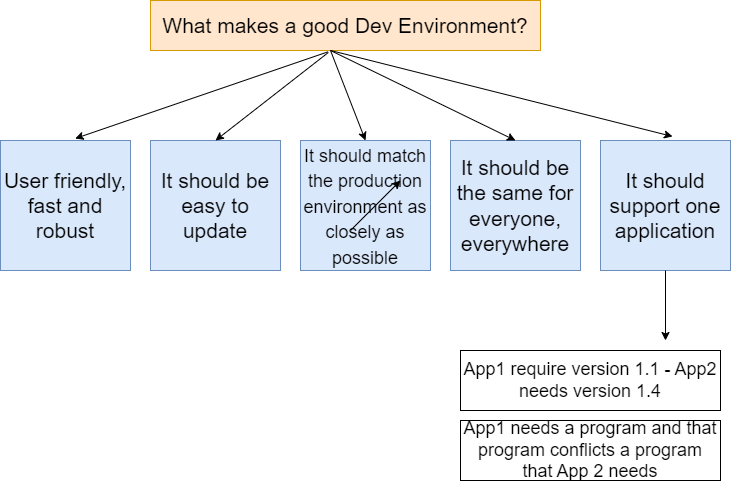 What makes a good Dev Environment?
User friendly,
fast and
robust
It should be
easy to
update
It should match
the production
environment as
closely as
possible
It should be
the same for
everyone,
everywhere
It should
support one
application
App1 require version 1.1 - App2
needs version 1.4
App1 needs a program and that
program conflicts a program
that App 2 needs